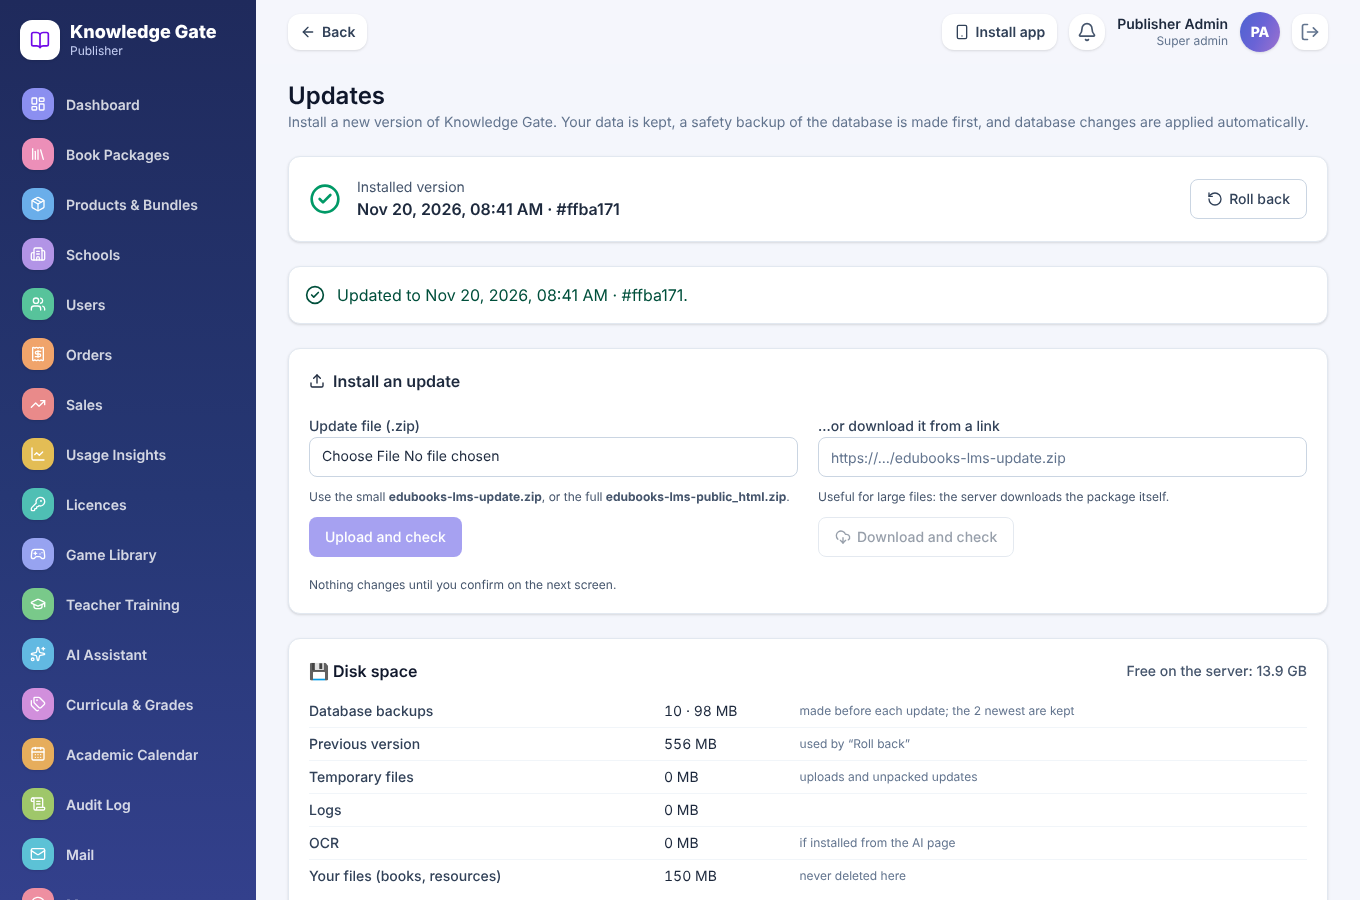 Knowledge Gate
Publisher
Dashboard
Book Packages
Products & Bundles
Schools
Users
Orders
Sales
Usage Insights
Licences
Game Library
Teacher Training
AI Assistant
Curricula & Grades
Academic Calendar
Audit Log
Mail
Back
Install app
Publisher Admin
Super admin
PA
Updates
Install a new version of Knowledge Gate. Your data is kept, a safety backup of the database is made first, and database changes are applied automatically.
Installed version
Nov 20, 2026, 08:41 AM · #ffba171
Roll back
Updated to Nov 20, 2026, 08:41 AM · #ffba171.
Install an update
Update file (.zip)
Choose File No file chosen
Use the small edubooks-lms-update.zip, or the full edubooks-lms-public_html.zip.
Upload and check
...or download it from a link
https://.../edubooks-lms-update.zip
Useful for large files: the server downloads the package itself.
Download and check
Nothing changes until you confirm on the next screen.
💾 Disk space
Free on the server: 13.9 GB
Database backups 10 · 98 MB made before each update; the 2 newest are kept
Previous version 556 MB used by “Roll back”
Temporary files 0 MB uploads and unpacked updates
Logs 0 MB
OCR 0 MB if installed from the AI page
Your files (books, resources) 150 MB never deleted here